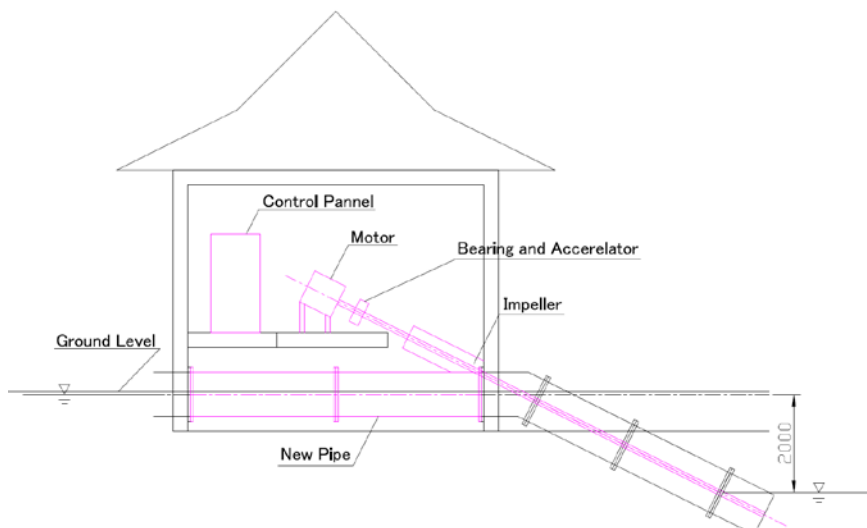 Control Pannel
Motor
Bearing and Accerelator
Impeller
Ground Level
New Pipe
2000